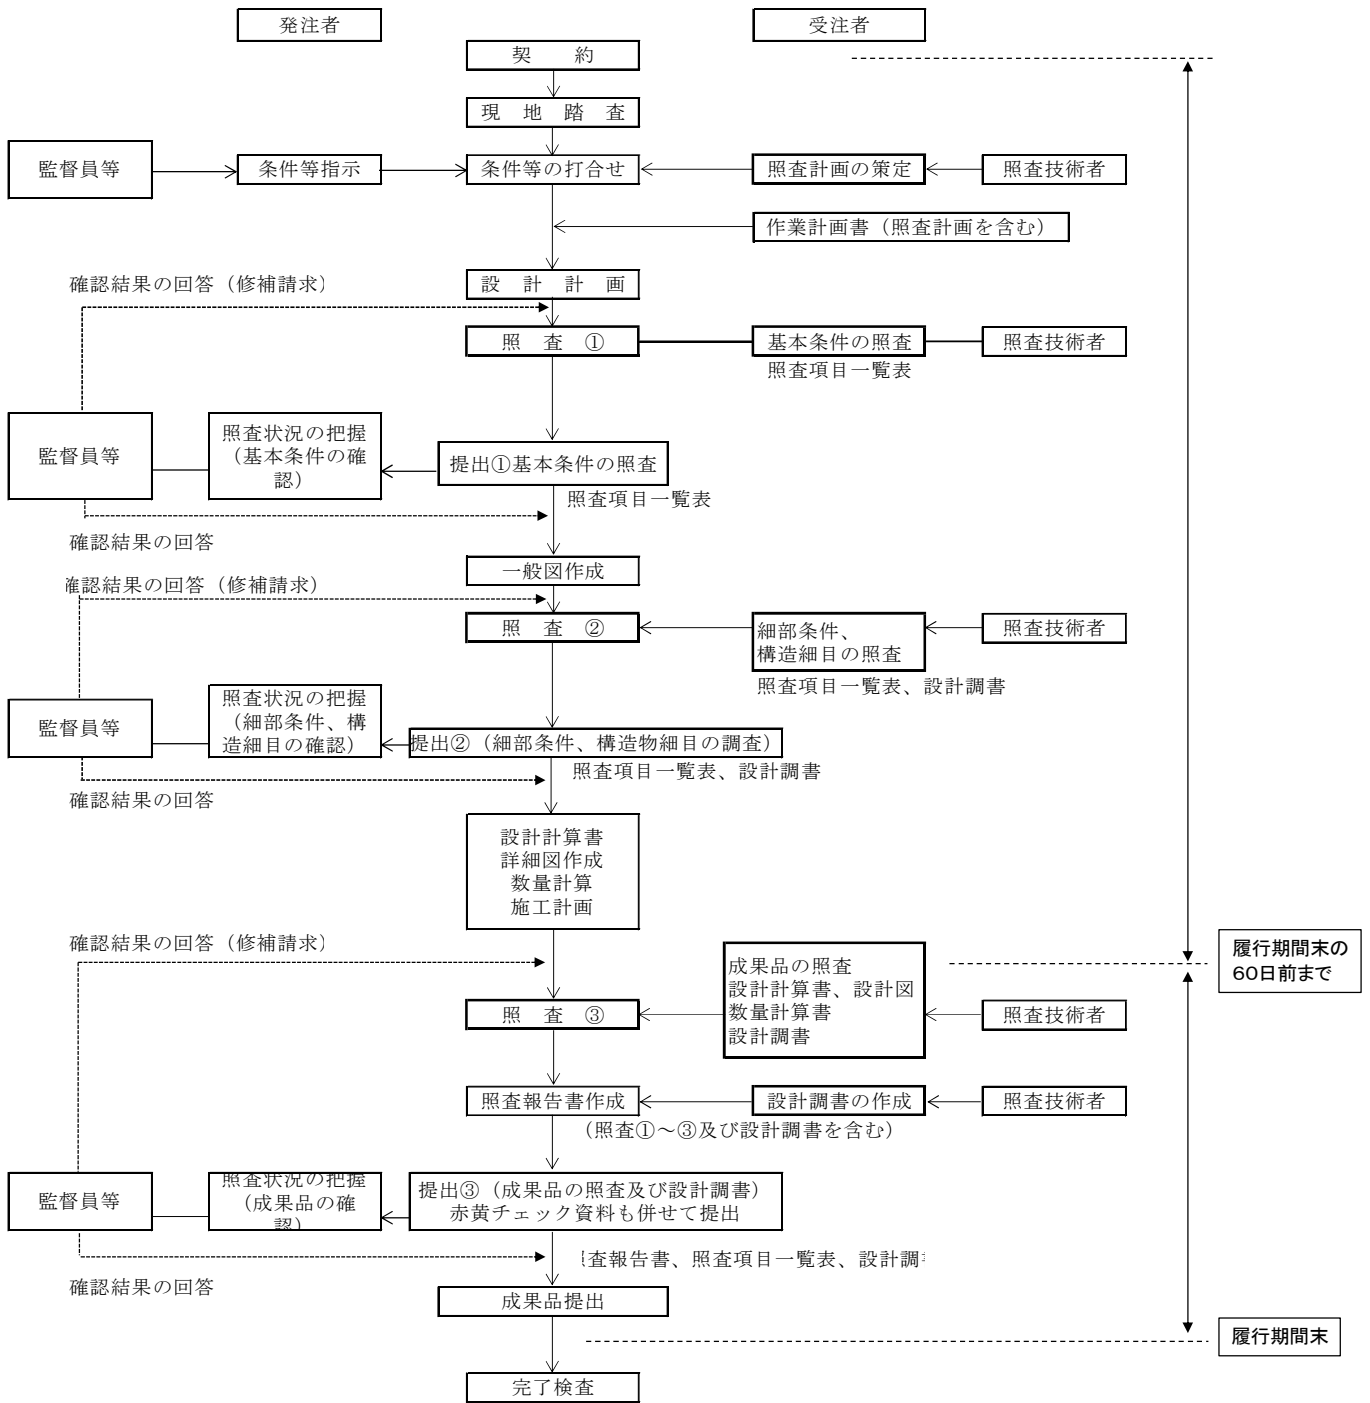 発注者
受注者
契　　約
現　地　踏　査
監督員等
条件等指示
条件等の打合せ
照査計画の策定
照査技術者
作業計画書（照査計画を含む）
設　計　計　画
確認結果の回答（修補請求）
照　査　①
基本条件の照査
照査技術者
照査項目一覧表
監督員等
照査状況の把握
（基本条件の確
認）
提出①基本条件の照査
照査項目一覧表
確認結果の回答
一般図作成
確認結果の回答（修補請求）
照　査　②
細部条件、
構造細目の照査
照査技術者
照査項目一覧表、設計調書
監督員等
照査状況の把握
（細部条件、構
造細目の確認）
提出②（細部条件、構造物細目の調査）
照査項目一覧表、設計調書
確認結果の回答
設計計算書
詳細図作成
数量計算
施工計画
確認結果の回答（修補請求）
履行期間末の
60日前まで
成果品の照査
設計計算書、設計図
数量計算書
設計調書
照　査　③
照査技術者
照査報告書作成
設計調書の作成
照査技術者
（照査①～③及び設計調書を含む）
監督員等
照査状況の把握
（成果品の確
認）
提出③（成果品の照査及び設計調書）
赤黄チェック資料も併せて提出
査報告書、照査項目一覧表、設計調
確認結果の回答
成果品提出
履行期間末
完了検査